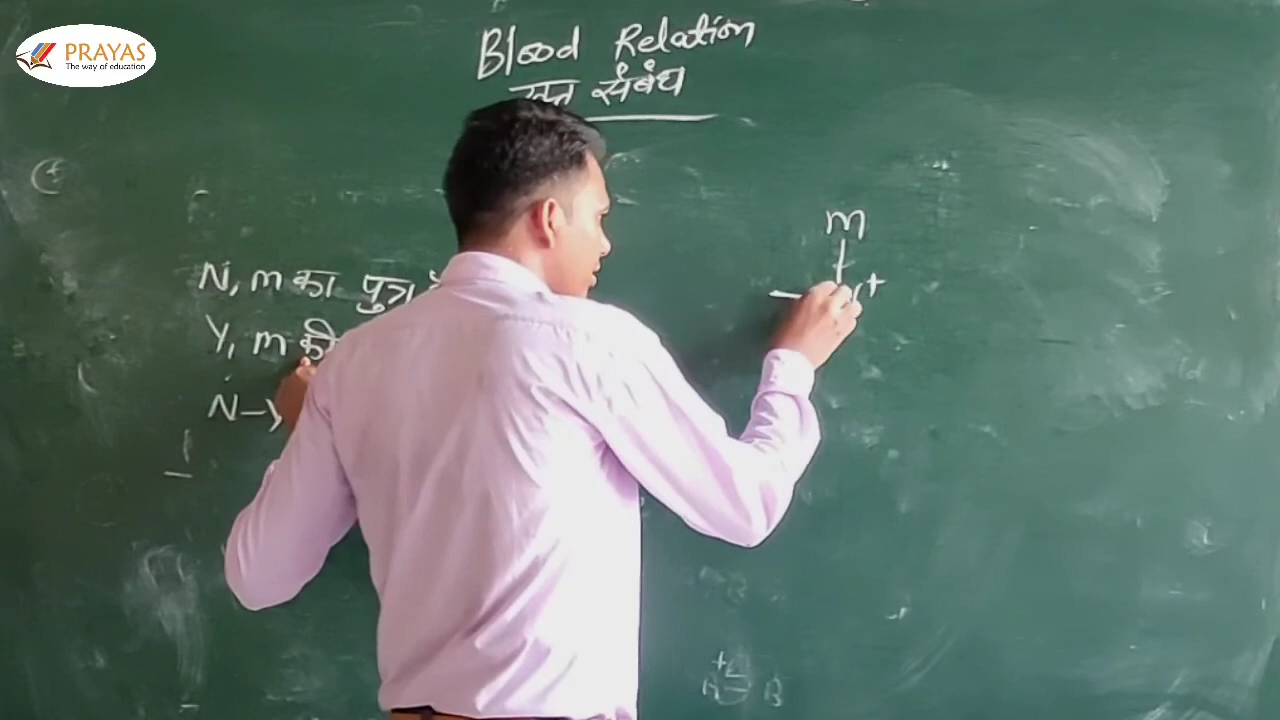 PRAYAS
The way of education
Blood Relation
रक्त संबंध
N, m का पुत्र
Y, m की
N-Y
m
+